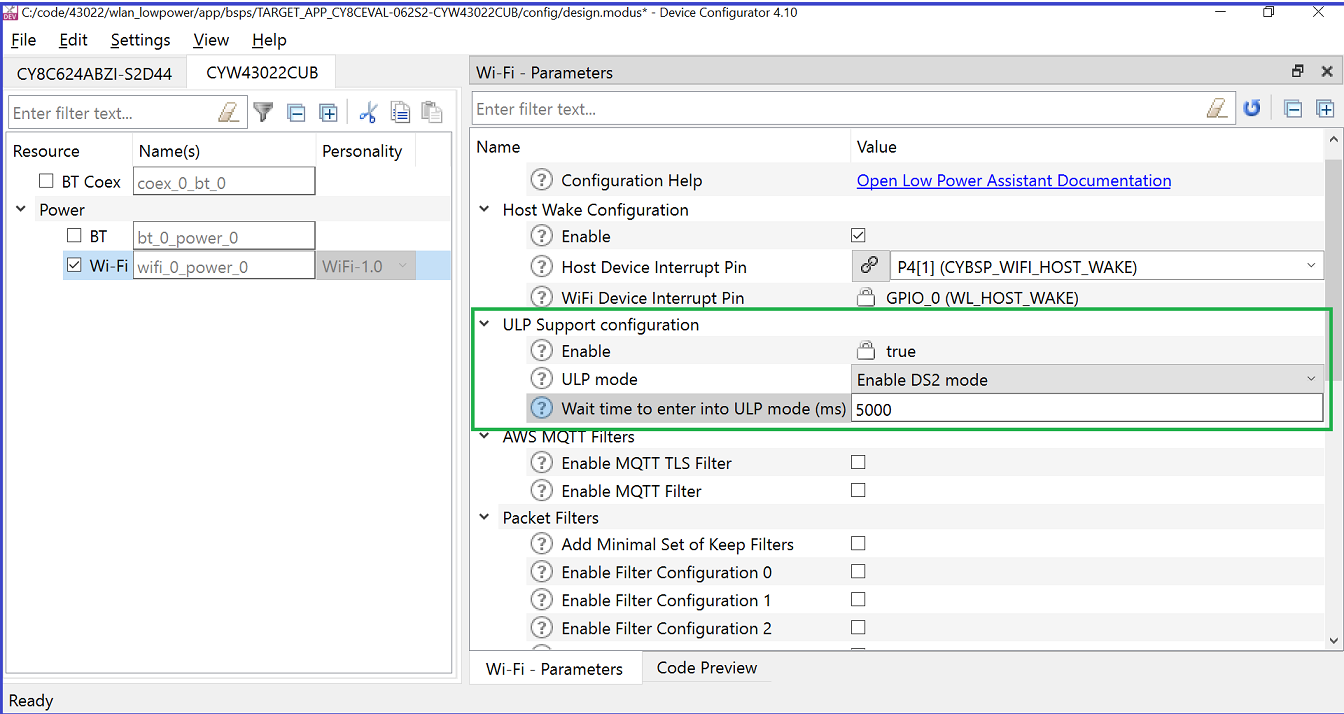 C:/code/43022/wlan_lowpower/app/bsps/TARGET_APP_CY8CEVAL-062S2-CYW43022CUB/config/design.modus* - Device Configurator 4.10
File Edit Settings View Help
CY8C624ABZI-S2D44 CYW43022CUB
Enter filter text...
Resource Name(s) Personality
BT Coex coex_0_bt_0
Power
BT bt_0_power_0
Wi-Fi wifi_0_power_0 WiFi-1.0
Wi-Fi - Parameters
Enter filter text...
Name Value
? Configuration Help Open Low Power Assistant Documentation
Host Wake Configuration
? Enable
? Host Device Interrupt Pin P4[1] (CYBSP_WIFI_HOST_WAKE)
? WiFi Device Interrupt Pin GPIO_0 (WL_HOST_WAKE)
ULP Support configuration
? Enable true
? ULP mode Enable DS2 mode
? Wait time to enter into ULP mode (ms) 5000
AWS MQTT Filters
? Enable MQTT TLS Filter
? Enable MQTT Filter
Packet Filters
? Add Minimal Set of Keep Filters
? Enable Filter Configuration 0
? Enable Filter Configuration 1
? Enable Filter Configuration 2
Wi-Fi - Parameters Code Preview
Ready